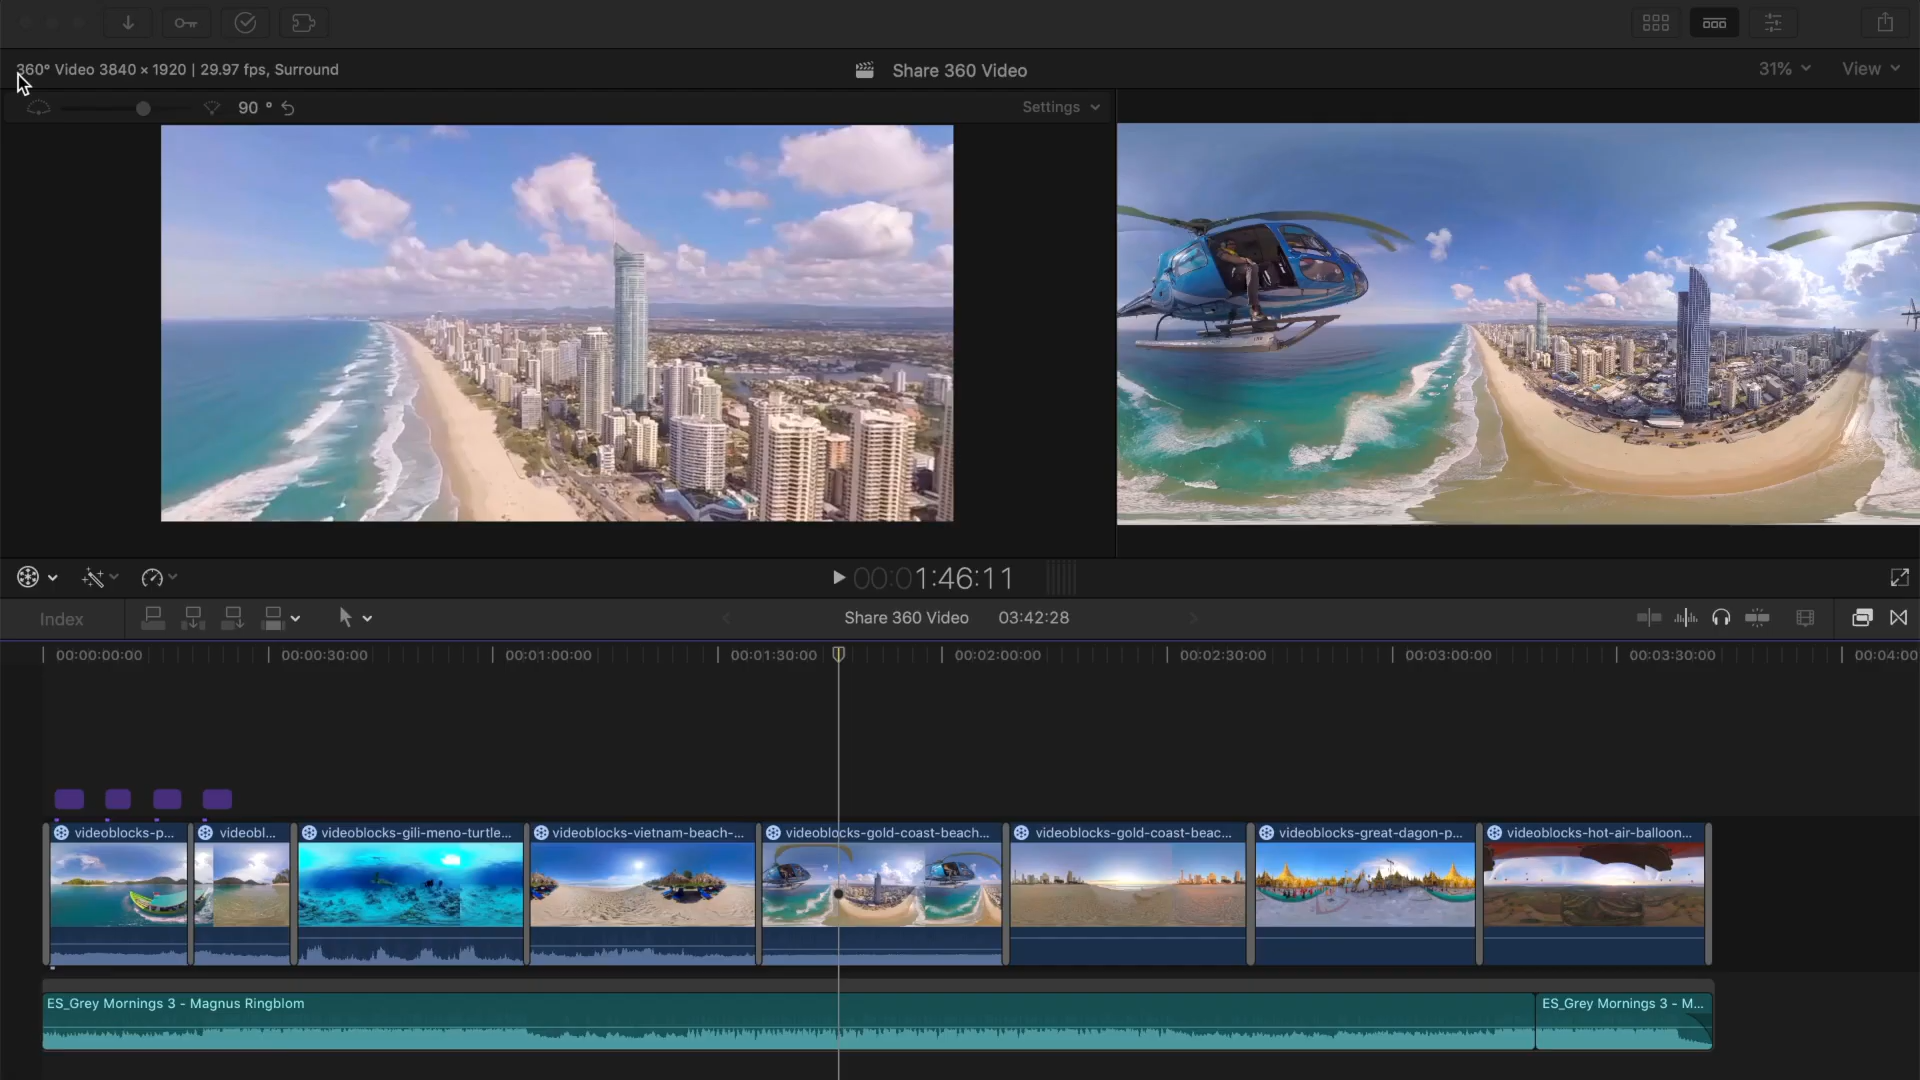 360° Video 3840 × 1920 | 29.97 fps, Surround
Share 360 Video
31%
View
90 °
Settings
00:01:46:11
Index
Share 360 Video
03:42:28
00:00:00:00
00:00:30:00
00:01:00:00
00:01:30:00
00:02:00:00
00:02:30:00
00:03:00:00
00:03:30:00
00:04:00
videoblocks-p...
videobl...
videoblocks-gili-meno-turtle...
videoblocks-vietnam-beach-...
videoblocks-gold-coast-beach...
videoblocks-gold-coast-beac...
videoblocks-great-dagon-p...
videoblocks-hot-air-balloon...
ES_Grey Mornings 3 - Magnus Ringblom
ES_Grey Mornings 3 - M...